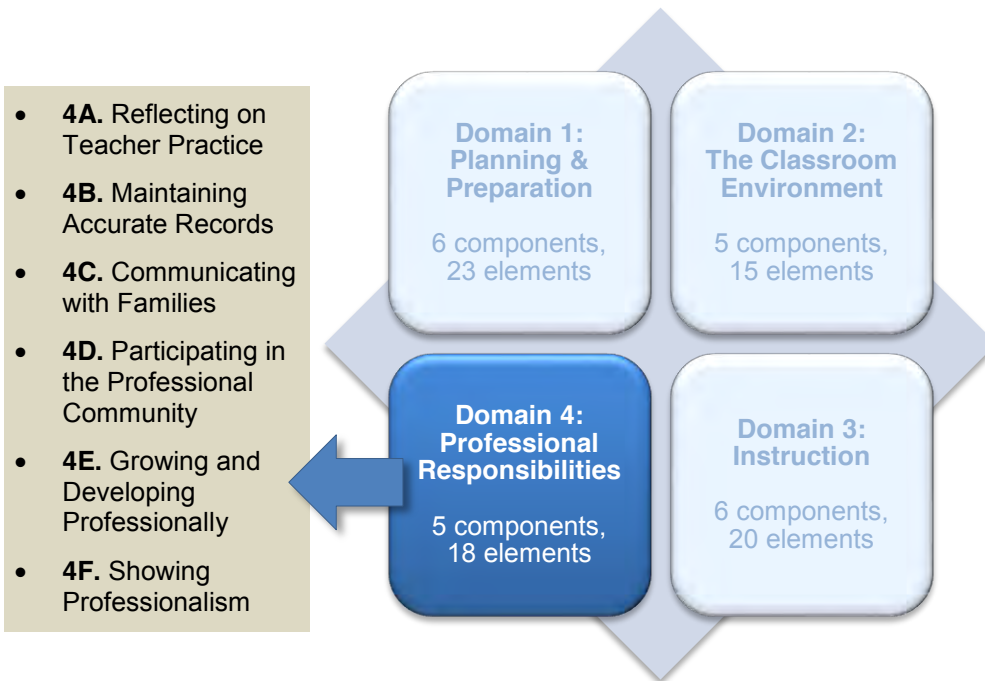 • 4A. Reflecting on
Teacher Practice
• 4B. Maintaining
Accurate Records
• 4C. Communicating
with Families
• 4D. Participating in
the Professional
Community
• 4E. Growing and
Developing
Professionally
• 4F. Showing
Professionalism
Domain 1:
Planning &
Preparation
6 components,
23 elements
Domain 2:
The Classroom
Environment
5 components,
15 elements
Domain 4:
Professional
Responsibilities
5 components,
18 elements
Domain 3:
Instruction
6 components,
20 elements